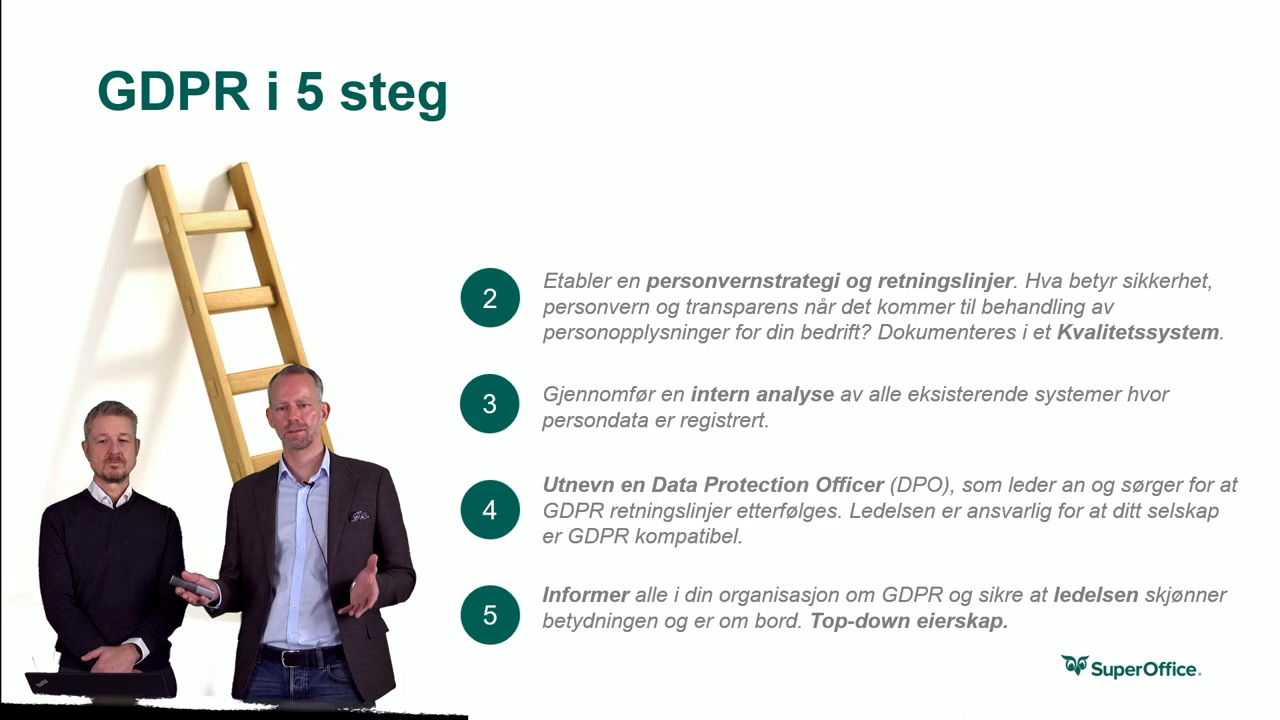 GDPR i 5 steg
2
Etabler en personvernstrategi og retningslinjer. Hva betyr sikkerhet,
personvern og transparens når det kommer til behandling av
personopplysninger for din bedrift? Dokumenteres i et Kvalitetssystem.
3
Gjennomfør en intern analyse av alle eksisterende systemer hvor
persondata er registrert.
4
Utnevn en Data Protection Officer (DPO), som leder an og sørger for at
GDPR retningslinjer etterfølges. Ledelsen er ansvarlig for at ditt selskap
er GDPR kompatibel.
5
Informer alle i din organisasjon om GDPR og sikre at ledelsen skjønner
betydningen og er om bord. Top-down eierskap.
SuperOffice.